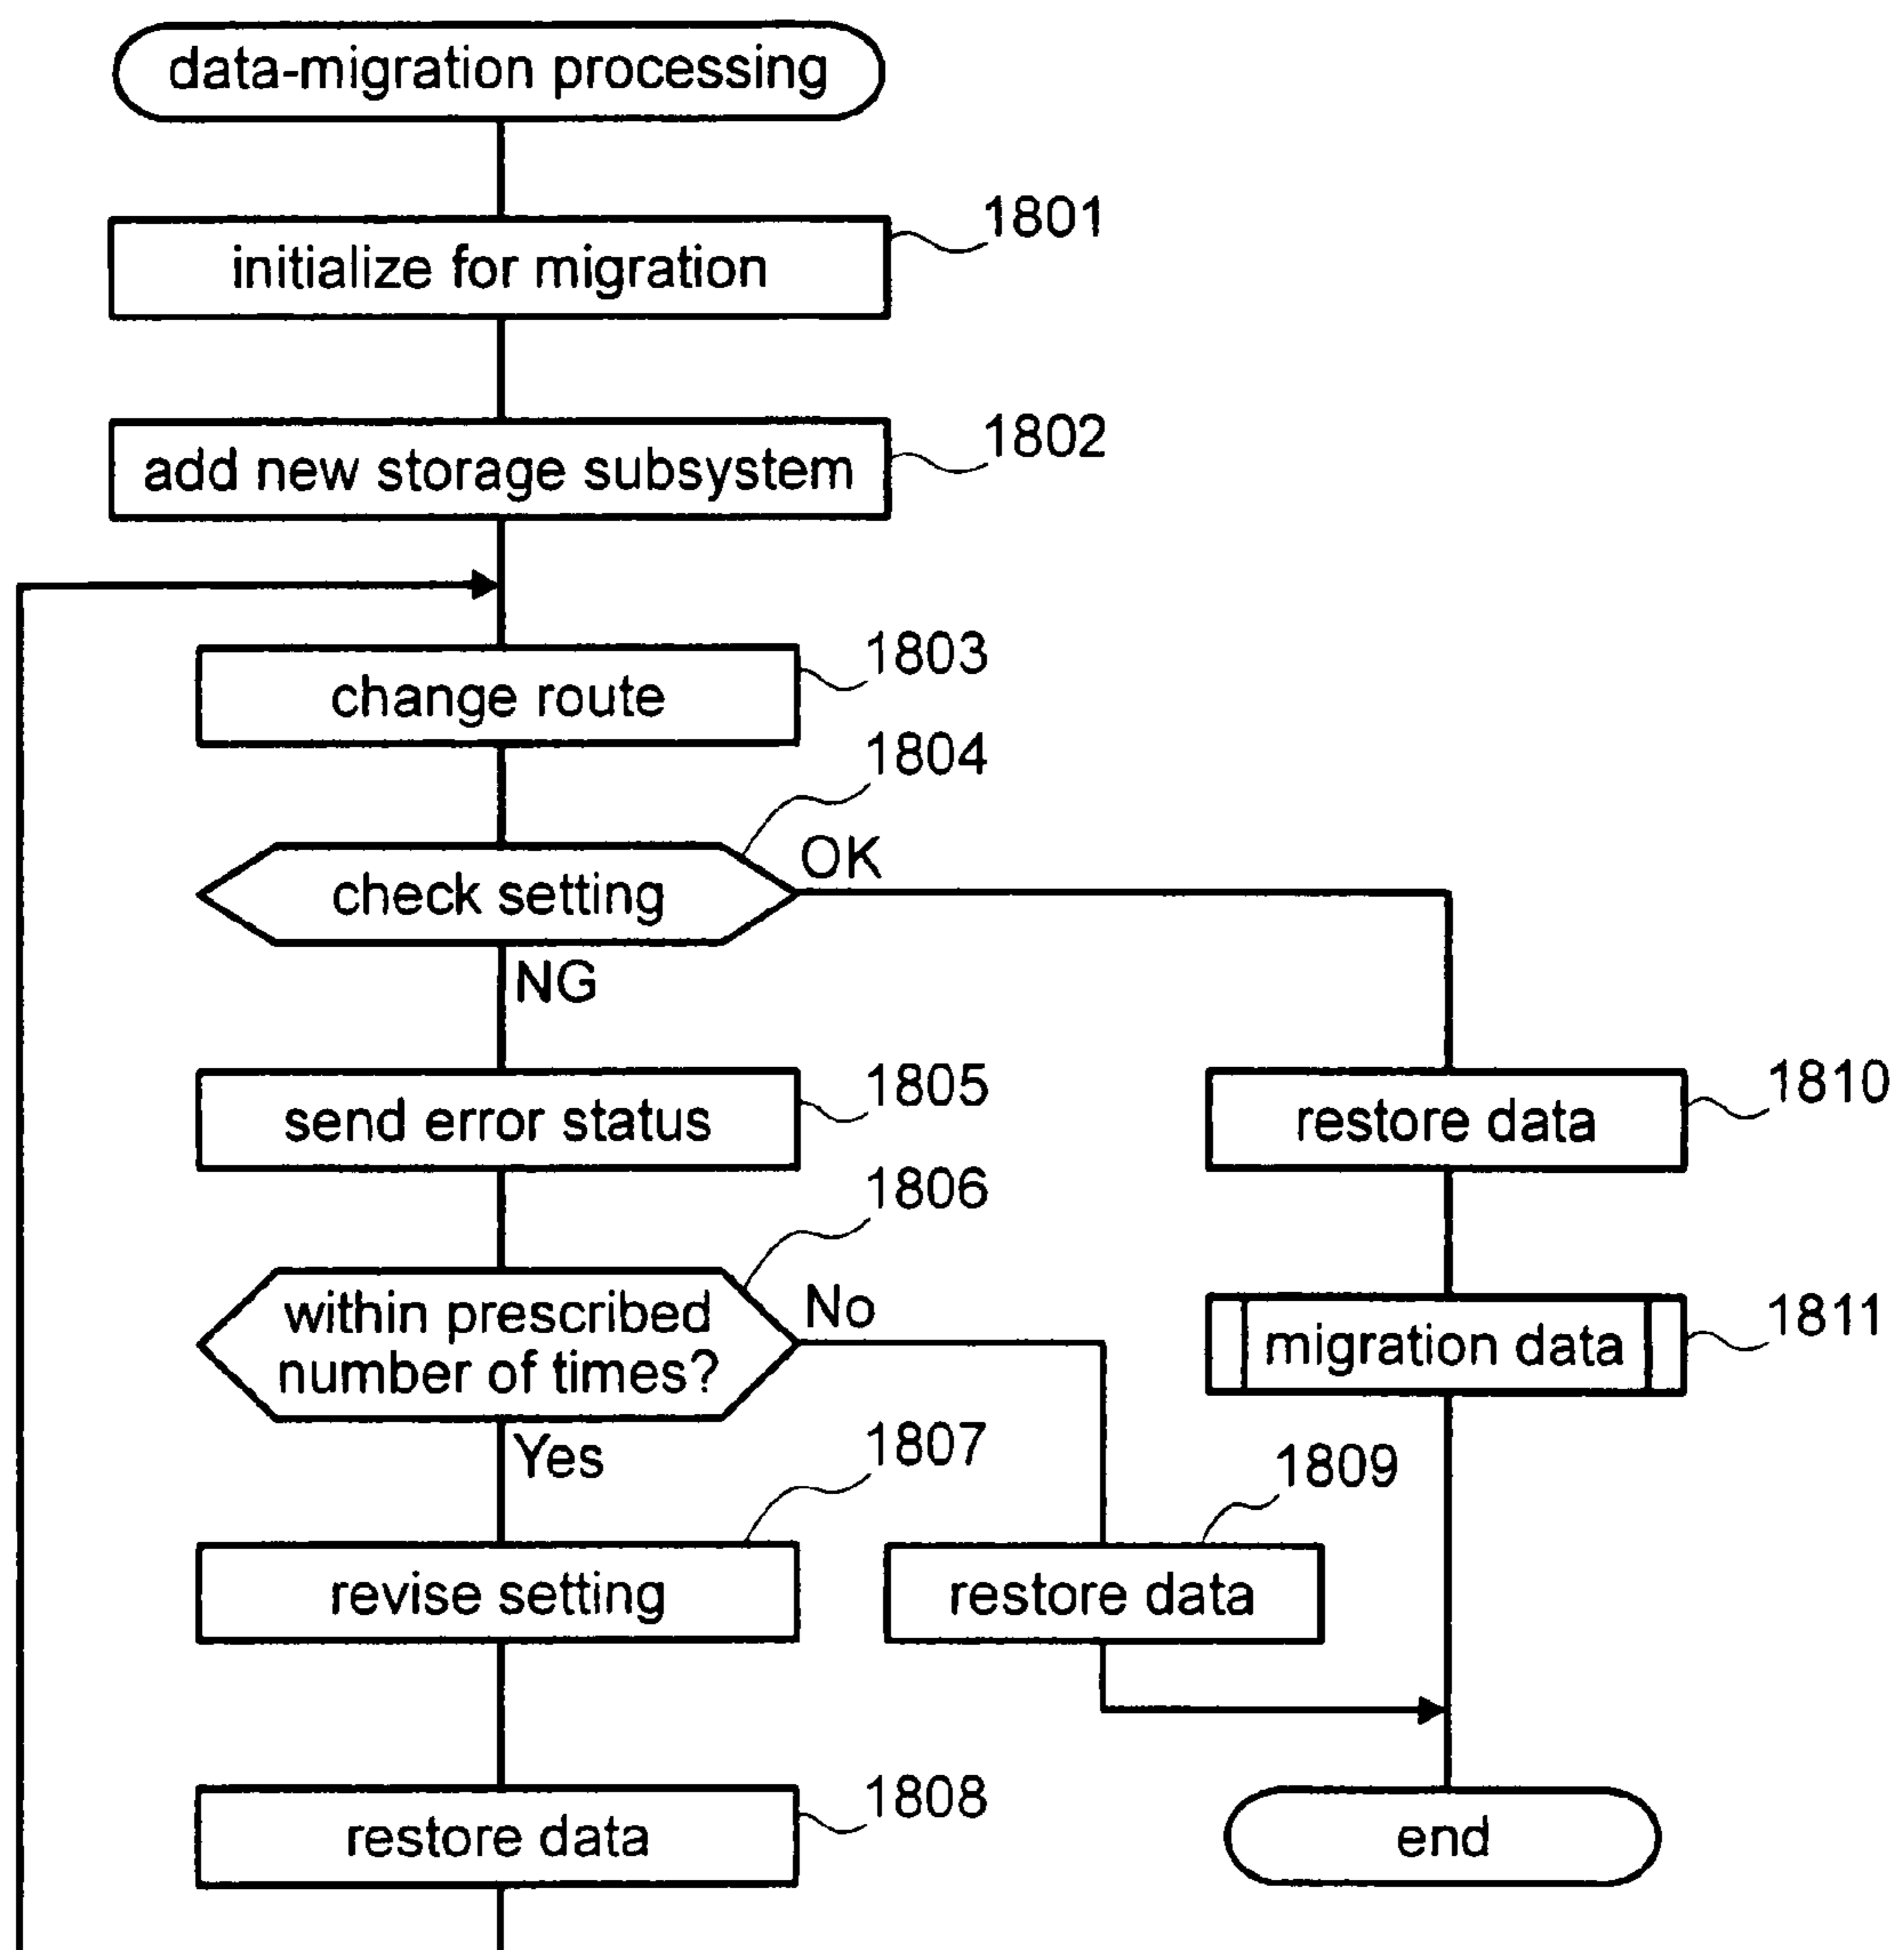 data-migration processing
1801
initialize for migration
1802
add new storage subsystem
1803
change route
1804
OK
check setting
NG
1805
send error status
1810
restore data
1806
within prescribed
number of times?
No
Yes
1811
migration data
1807
revise setting
1809
restore data
1808
restore data
end